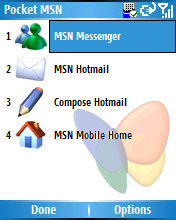 Pocket MSN
1 MSN Messenger
2 MSN Hotmail
3 Compose Hotmail
4 MSN Mobile Home
Done Options